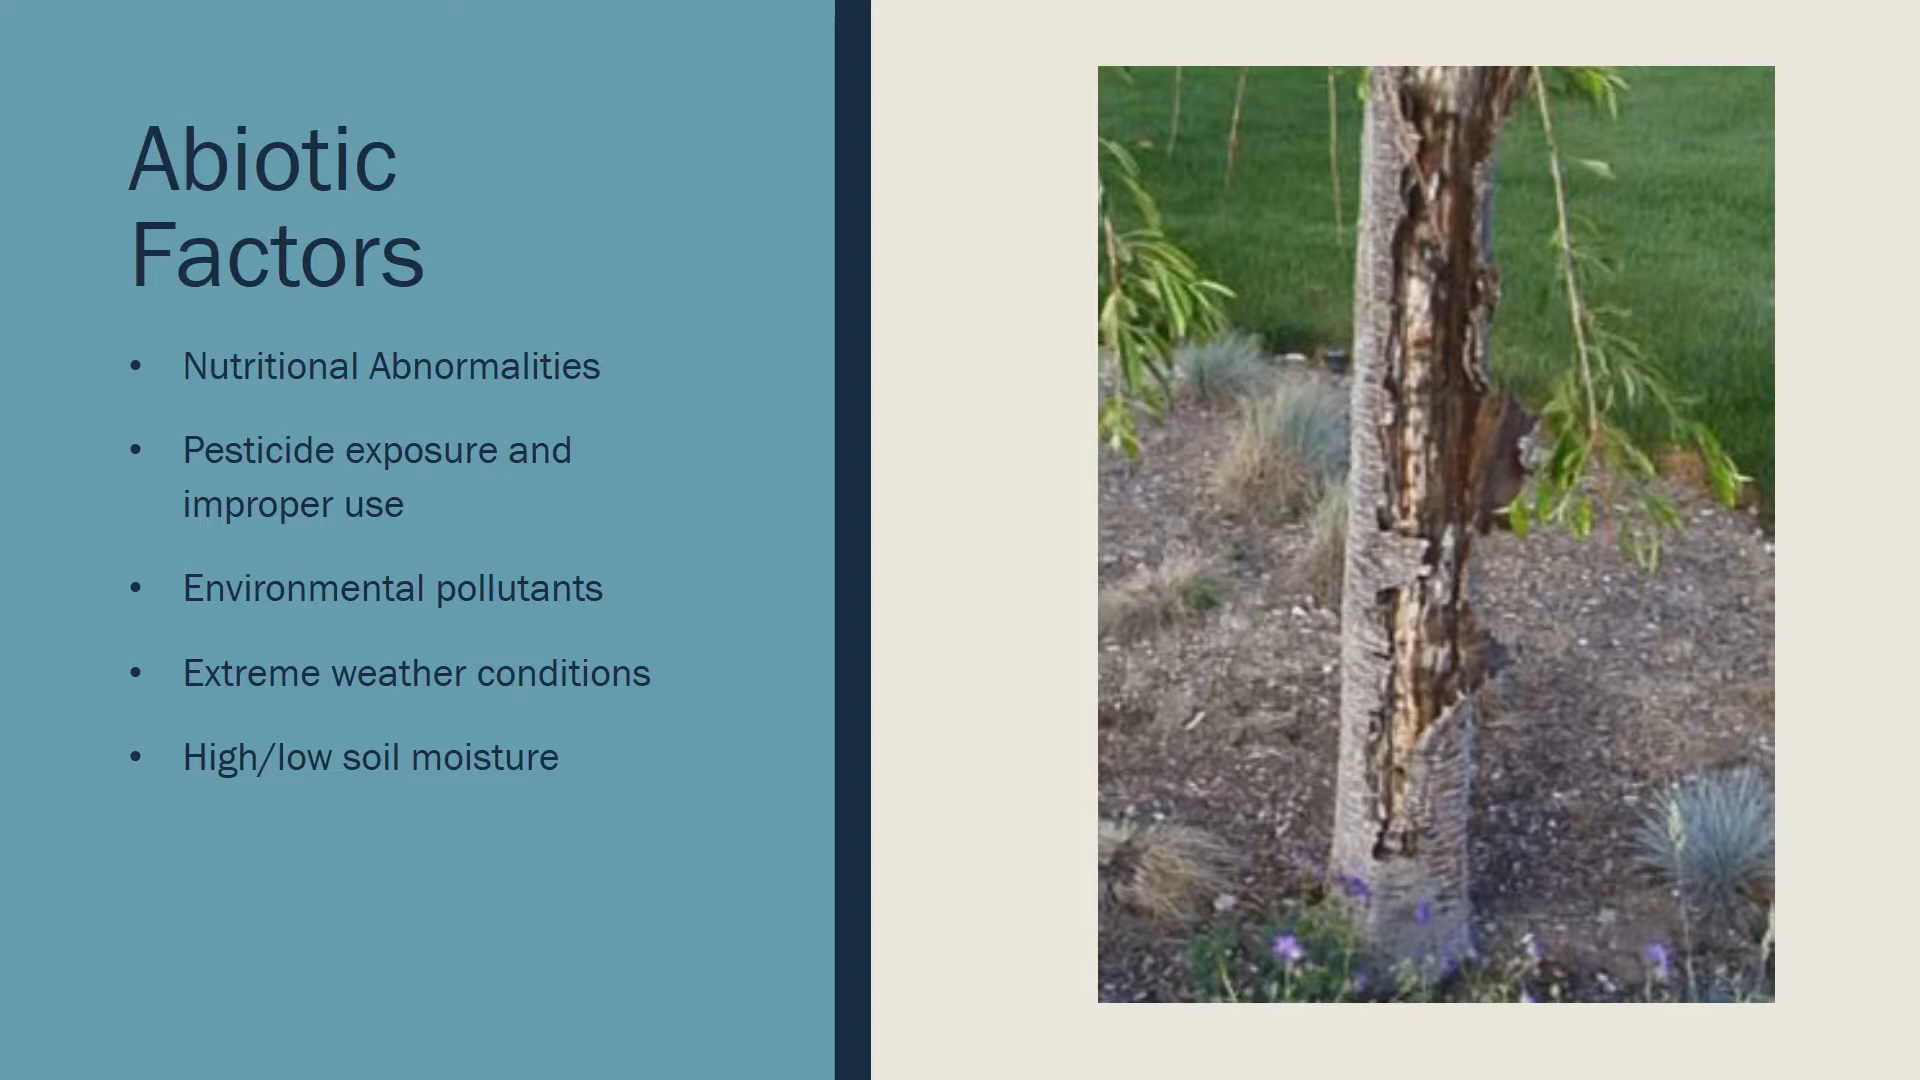 Abiotic
Factors
• Nutritional Abnormalities
• Pesticide exposure and
improper use
• Environmental pollutants
• Extreme weather conditions
• High/low soil moisture